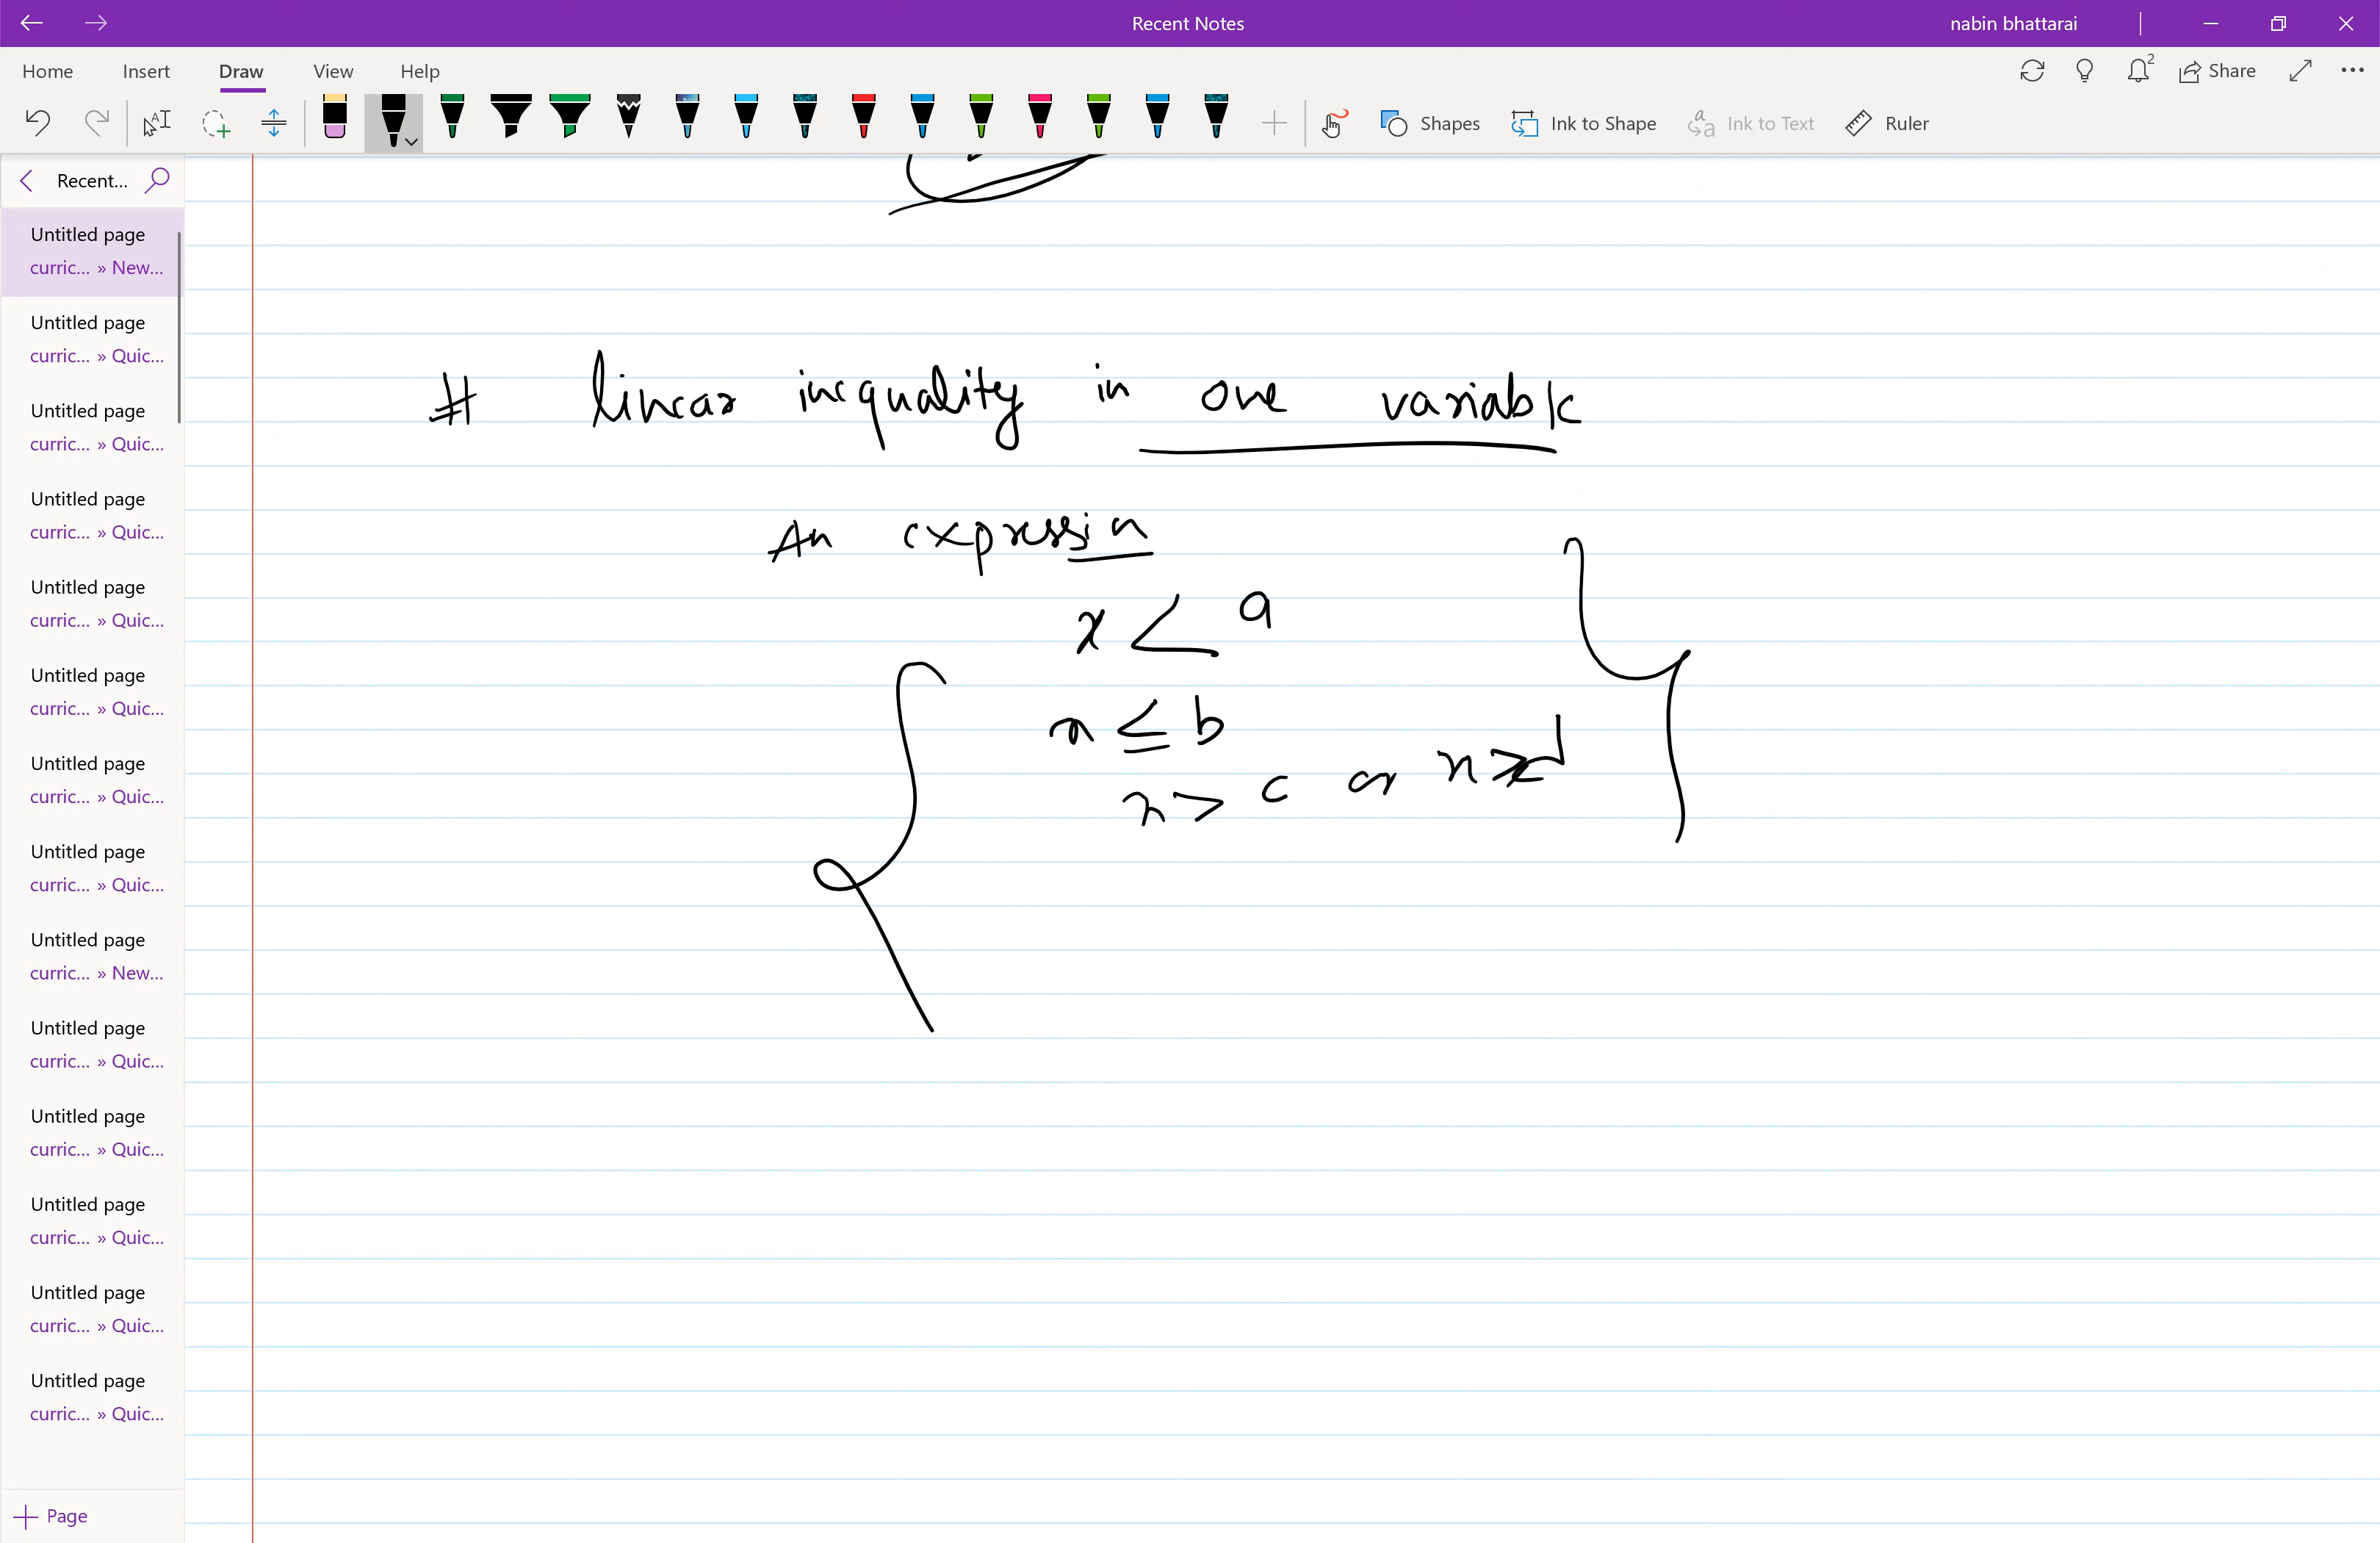 Recent Notes
nabin bhattarai
Home Insert Draw View Help
2 Share
Shapes Ink to Shape Ink to Text Ruler
Recent...
Untitled page
curric... » New...
Untitled page
curric... » Quic...
Untitled page
curric... » Quic...
Untitled page
curric... » Quic...
Untitled page
curric... » Quic...
Untitled page
curric... » Quic...
Untitled page
curric... » Quic...
Untitled page
curric... » Quic...
Untitled page
curric... » New...
Untitled page
curric... » Quic...
Untitled page
curric... » Quic...
Untitled page
curric... » Quic...
Untitled page
curric... » Quic...
Untitled page
curric... » Quic...
Page
# linear inequality in one variable
An expression
x < a
x ≤ b
x > c or x ≥ d